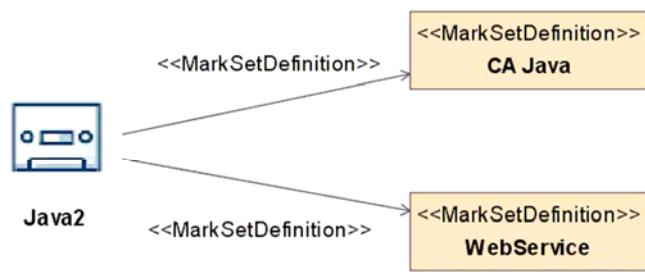 <<MarkSetDefinition>>
CA Java
<<MarkSetDefinition>>
Java2
<<MarkSetDefinition>>
<<MarkSetDefinition>>
WebService